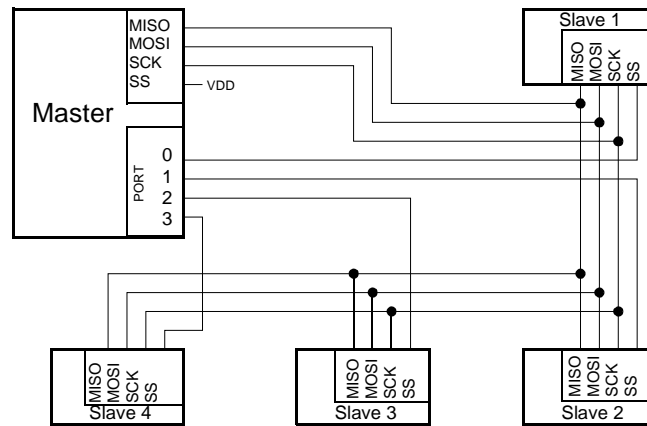 MISO
MOSI
SCK
SS
VDD
Master
PORT
0
1
2
3
Slave 1
MISO
MOSI
SCK
SS
MISO
MOSI
SCK
SS
Slave 4
MISO
MOSI
SCK
SS
Slave 3
MISO
MOSI
SCK
SS
Slave 2